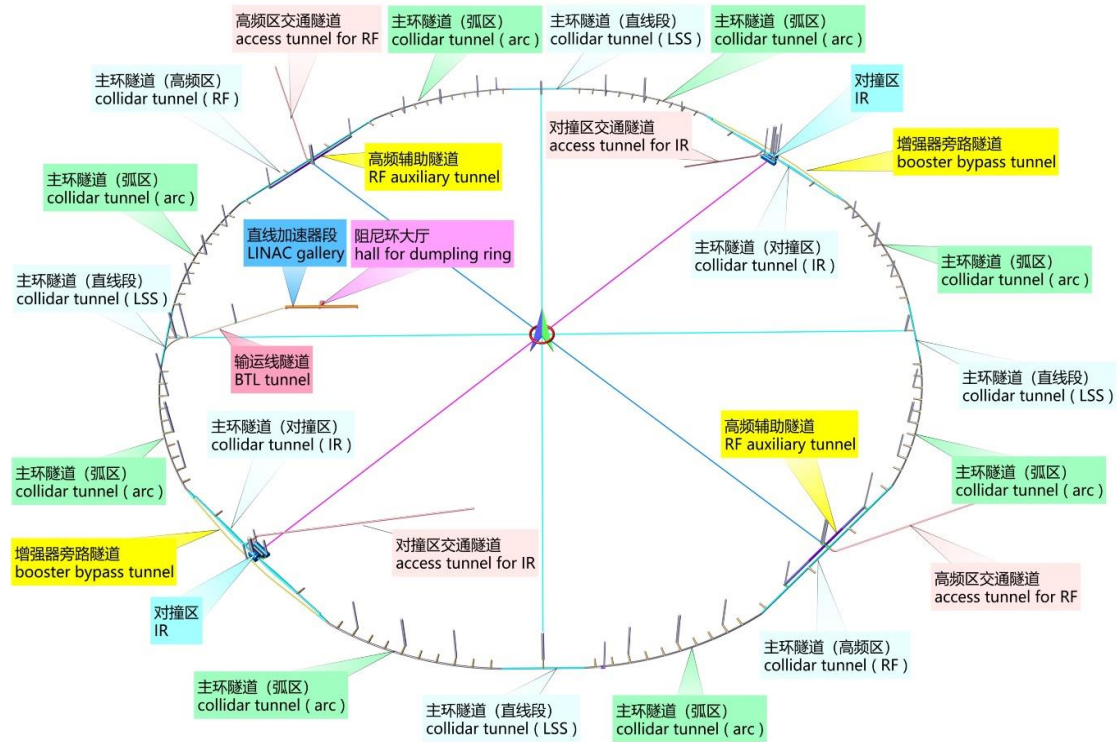 高频区交通隧道
access tunnel for RF
主环隧道（弧区）
collidar tunnel ( arc )
主环隧道（直线段）
collidar tunnel ( LSS )
主环隧道（弧区）
collidar tunnel ( arc )
主环隧道（高频区）
collidar tunnel ( RF )
对撞区
IR
对撞区交通隧道
access tunnel for IR
增强器旁路隧道
booster bypass tunnel
高频辅助隧道
RF auxiliary tunnel
主环隧道（弧区）
collidar tunnel ( arc )
直线加速器段
LINAC gallery
阻尼环大厅
hall for dumpling ring
主环隧道（对撞区）
collidar tunnel ( IR )
主环隧道（弧区）
collidar tunnel ( arc )
主环隧道（直线段）
collidar tunnel ( LSS )
输运线隧道
BTL tunnel
主环隧道（直线段）
collidar tunnel ( LSS )
主环隧道（对撞区）
collidar tunnel ( IR )
高频辅助隧道
RF auxiliary tunnel
主环隧道（弧区）
collidar tunnel ( arc )
主环隧道（弧区）
collidar tunnel ( arc )
增强器旁路隧道
booster bypass tunnel
对撞区交通隧道
access tunnel for IR
高频区交通隧道
access tunnel for RF
对撞区
IR
主环隧道（高频区）
collidar tunnel ( RF )
主环隧道（弧区）
collidar tunnel ( arc )
主环隧道（直线段）
collidar tunnel ( LSS )
主环隧道（弧区）
collidar tunnel ( arc )